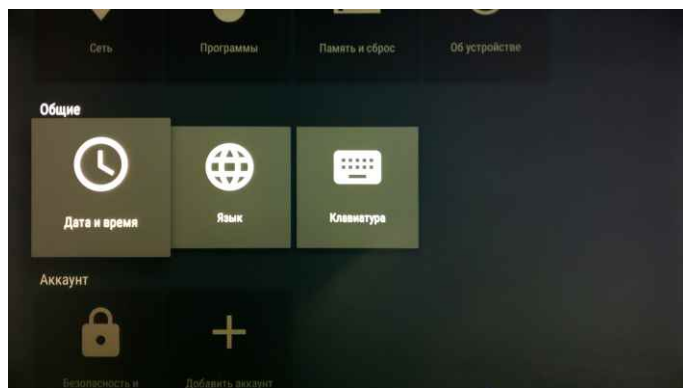 Сеть
Программы
Память и сброс
Об устройстве
Общие
Дата и время
Язык
Клавиатура
Аккаунт
Безопасность и
Добавить аккаунт